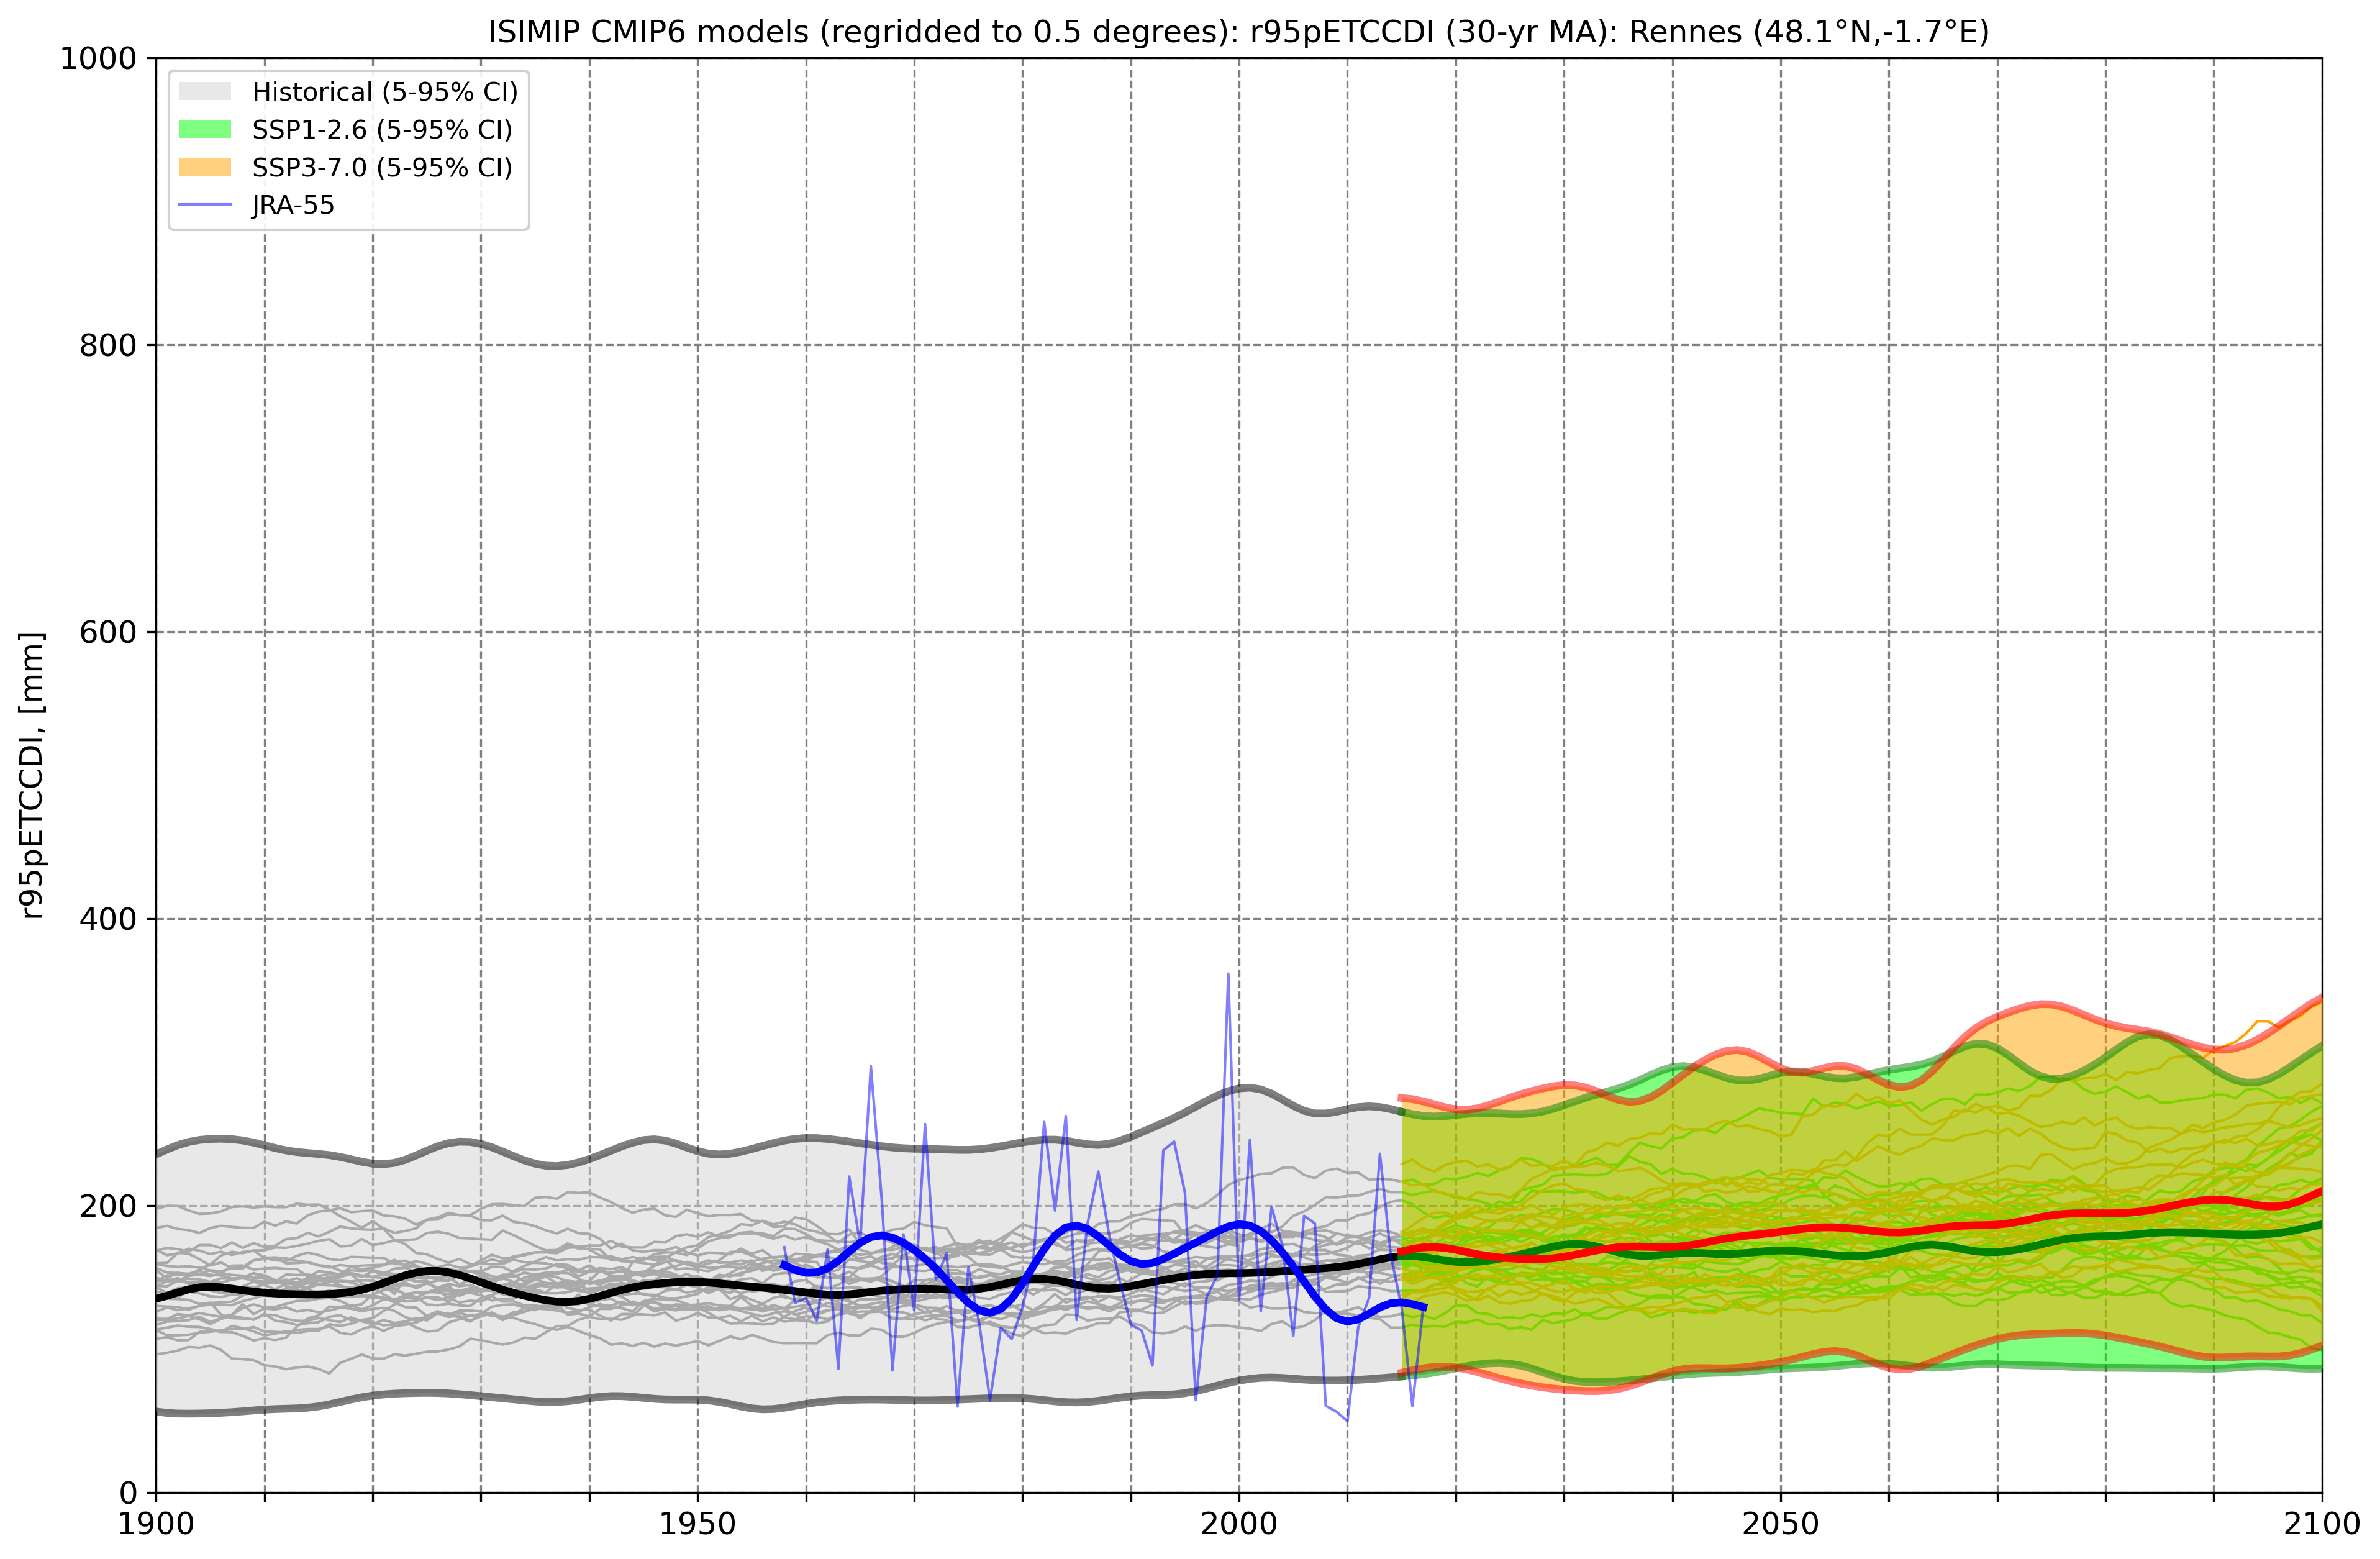 ISIMIP CMIP6 models (regridded to 0.5 degrees): r95pETCCDI (30-yr MA): Rennes (48.1°N,-1.7°E)
Historical (5-95% CI)
SSP1-2.6 (5-95% CI)
SSP3-7.0 (5-95% CI)
JRA-55
r95pETCCDI, [mm]
1000
800
600
400
200
0
1900
1950
2000
2050
2100